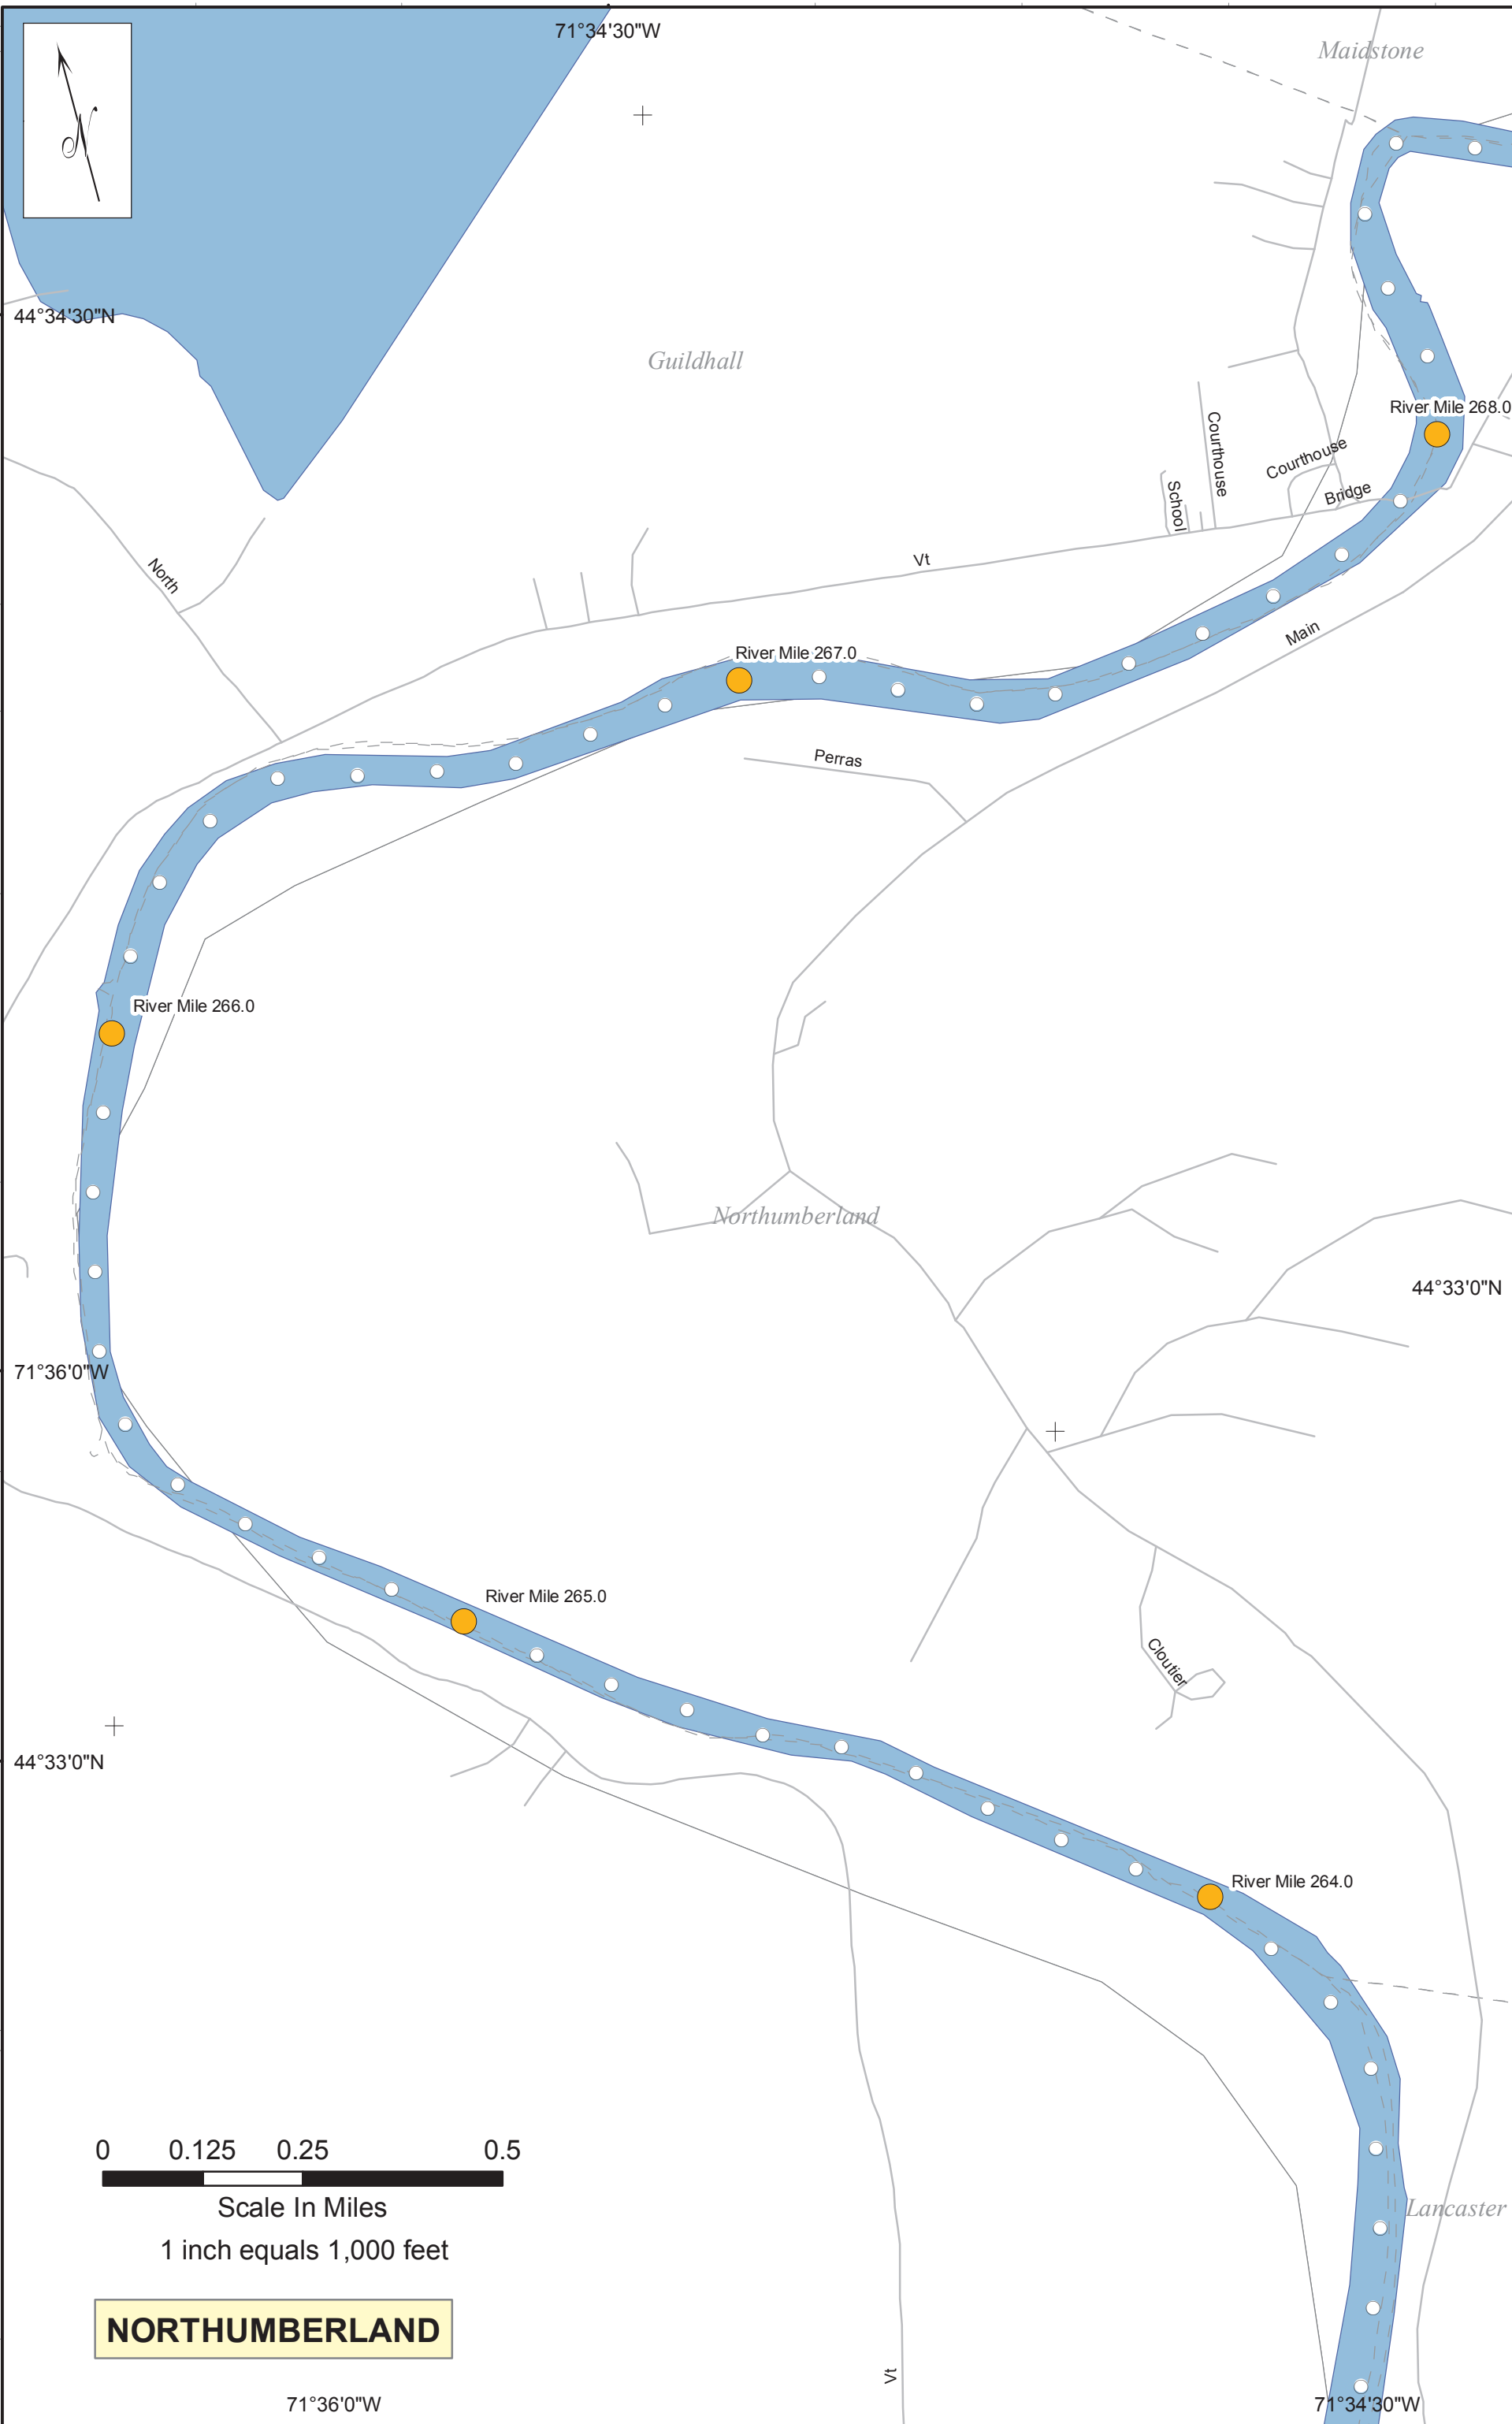 71°34'30"W
Maidstone
N
44°34'30"N
Guildhall
River Mile 268.0
Courthouse
Courthouse
School
Bridge
Vt
North
Main
River Mile 267.0
Perras
River Mile 266.0
Northumberland
44°33'0"N
71°36'0"W
River Mile 265.0
Cloutier
44°33'0"N
River Mile 264.0
0 0.125 0.25 0.5
Scale In Miles
1 inch equals 1,000 feet
Lancaster
NORTHUMBERLAND
Vt
71°36'0"W
71°34'30"W